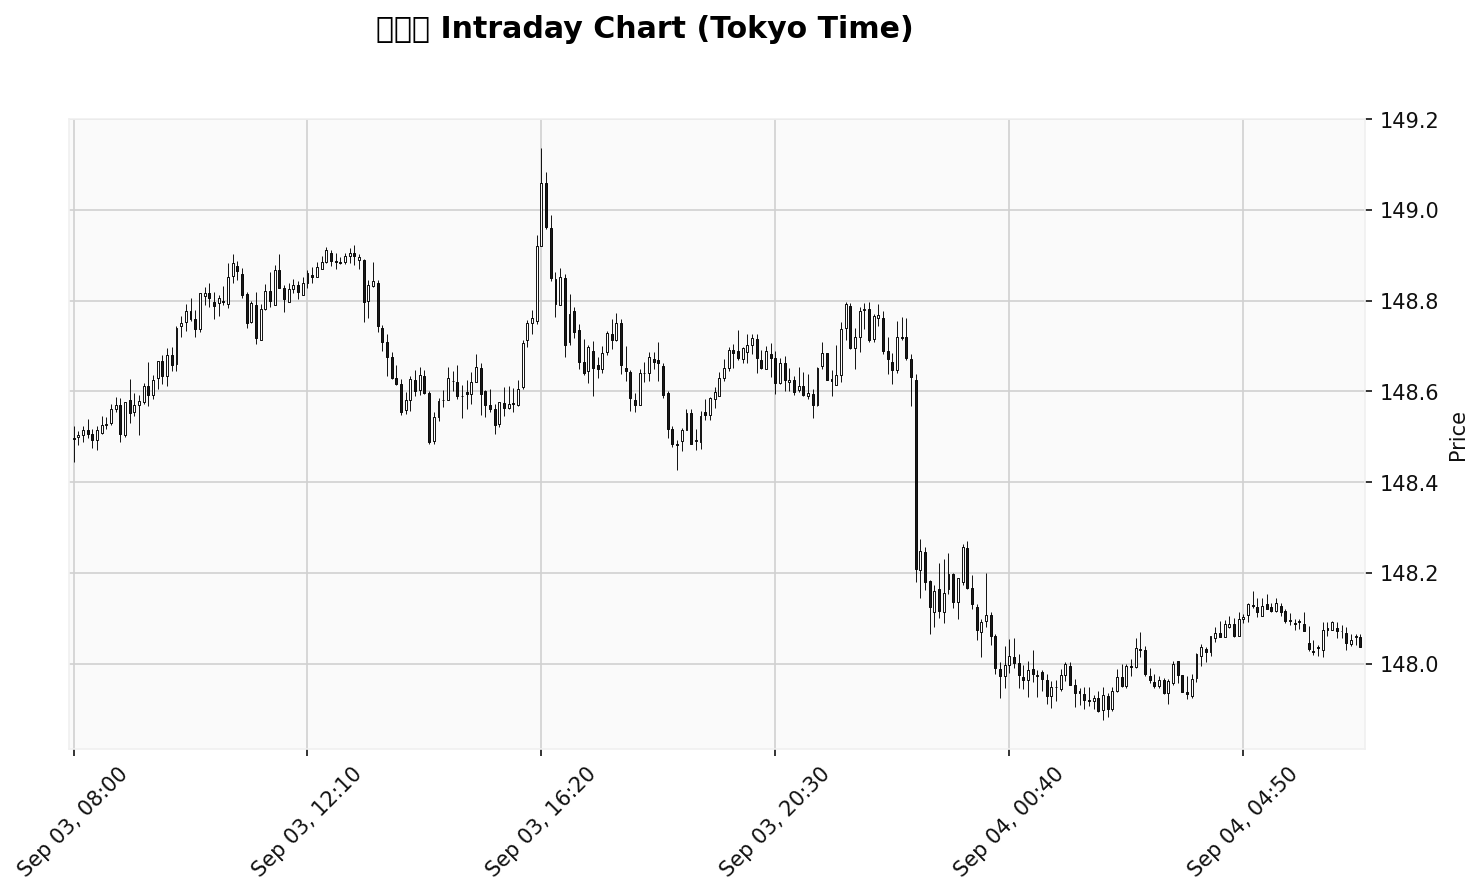 Intraday Chart (Tokyo Time)
149.2
149.0
148.8
148.6
148.4
148.2
148.0
Price
Sep 03, 08:00
Sep 03, 12:10
Sep 03, 16:20
Sep 03, 20:30
Sep 04, 00:40
Sep 04, 04:50